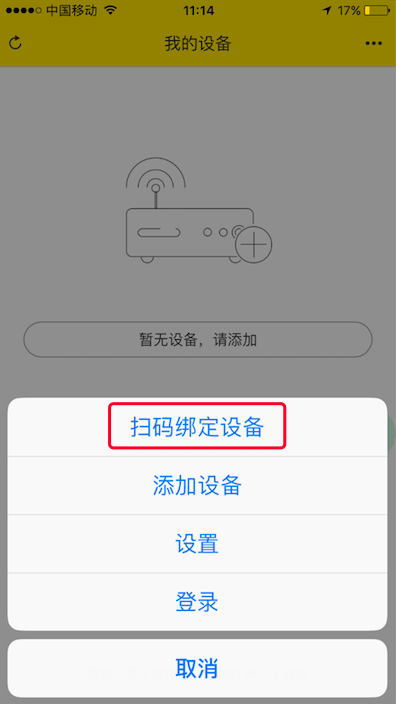 中国移动 11:14 17%
我的设备
暂无设备，请添加
扫码绑定设备
添加设备
设置
登录
取消